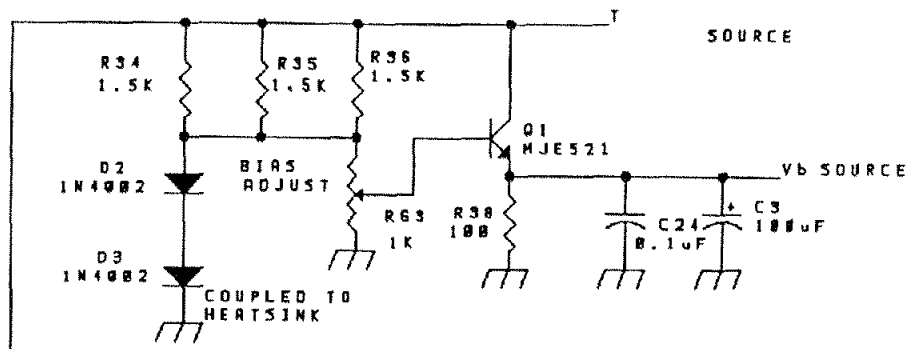 T
SOURCE
R34
1.5K
R35
1.5K
R36
1.5K
Q1
MJE521
D2
1N4002
BIAS
ADJUST
Vb SOURCE
R63
1K
R38
100
C24
0.1uF
+
C3
100uF
D3
1N4002
COUPLED TO
HEATSINK